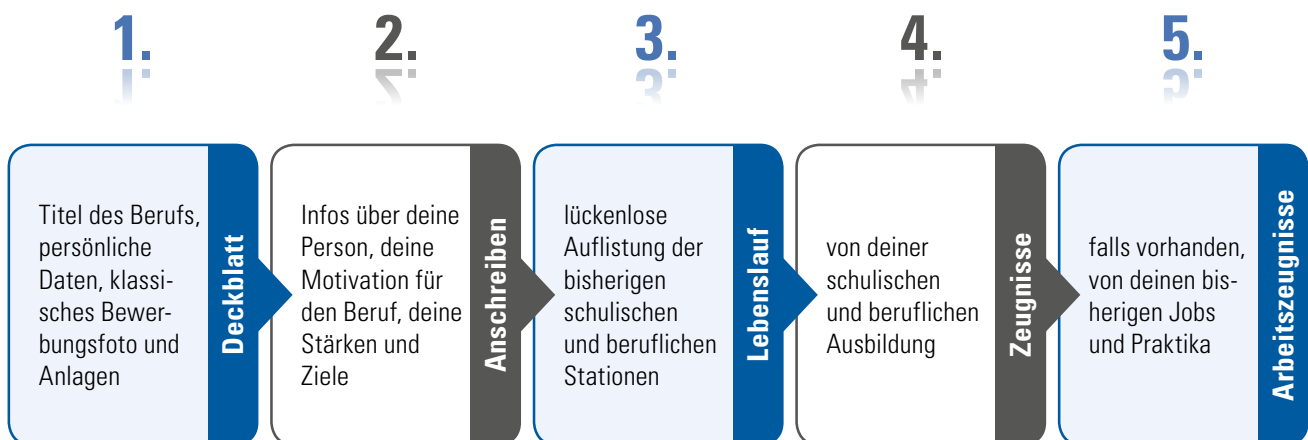 1.
2.
3.
4.
5.
Titel des Berufs,
persönliche
Daten, klassi-
sches Bewer-
bungsfoto und
Anlagen
Deckblatt
Infos über deine
Person, deine
Motivation für
den Beruf, deine
Stärken und
Ziele
Anschreiben
lückenlose
Auflistung der
bisherigen
schulischen
und beruflichen
Stationen
Lebenslauf
von deiner
schulischen
und beruflichen
Ausbildung
Zeugnisse
falls vorhanden,
von deinen bis-
herigen Jobs
und Praktika
Arbeitszeugnisse